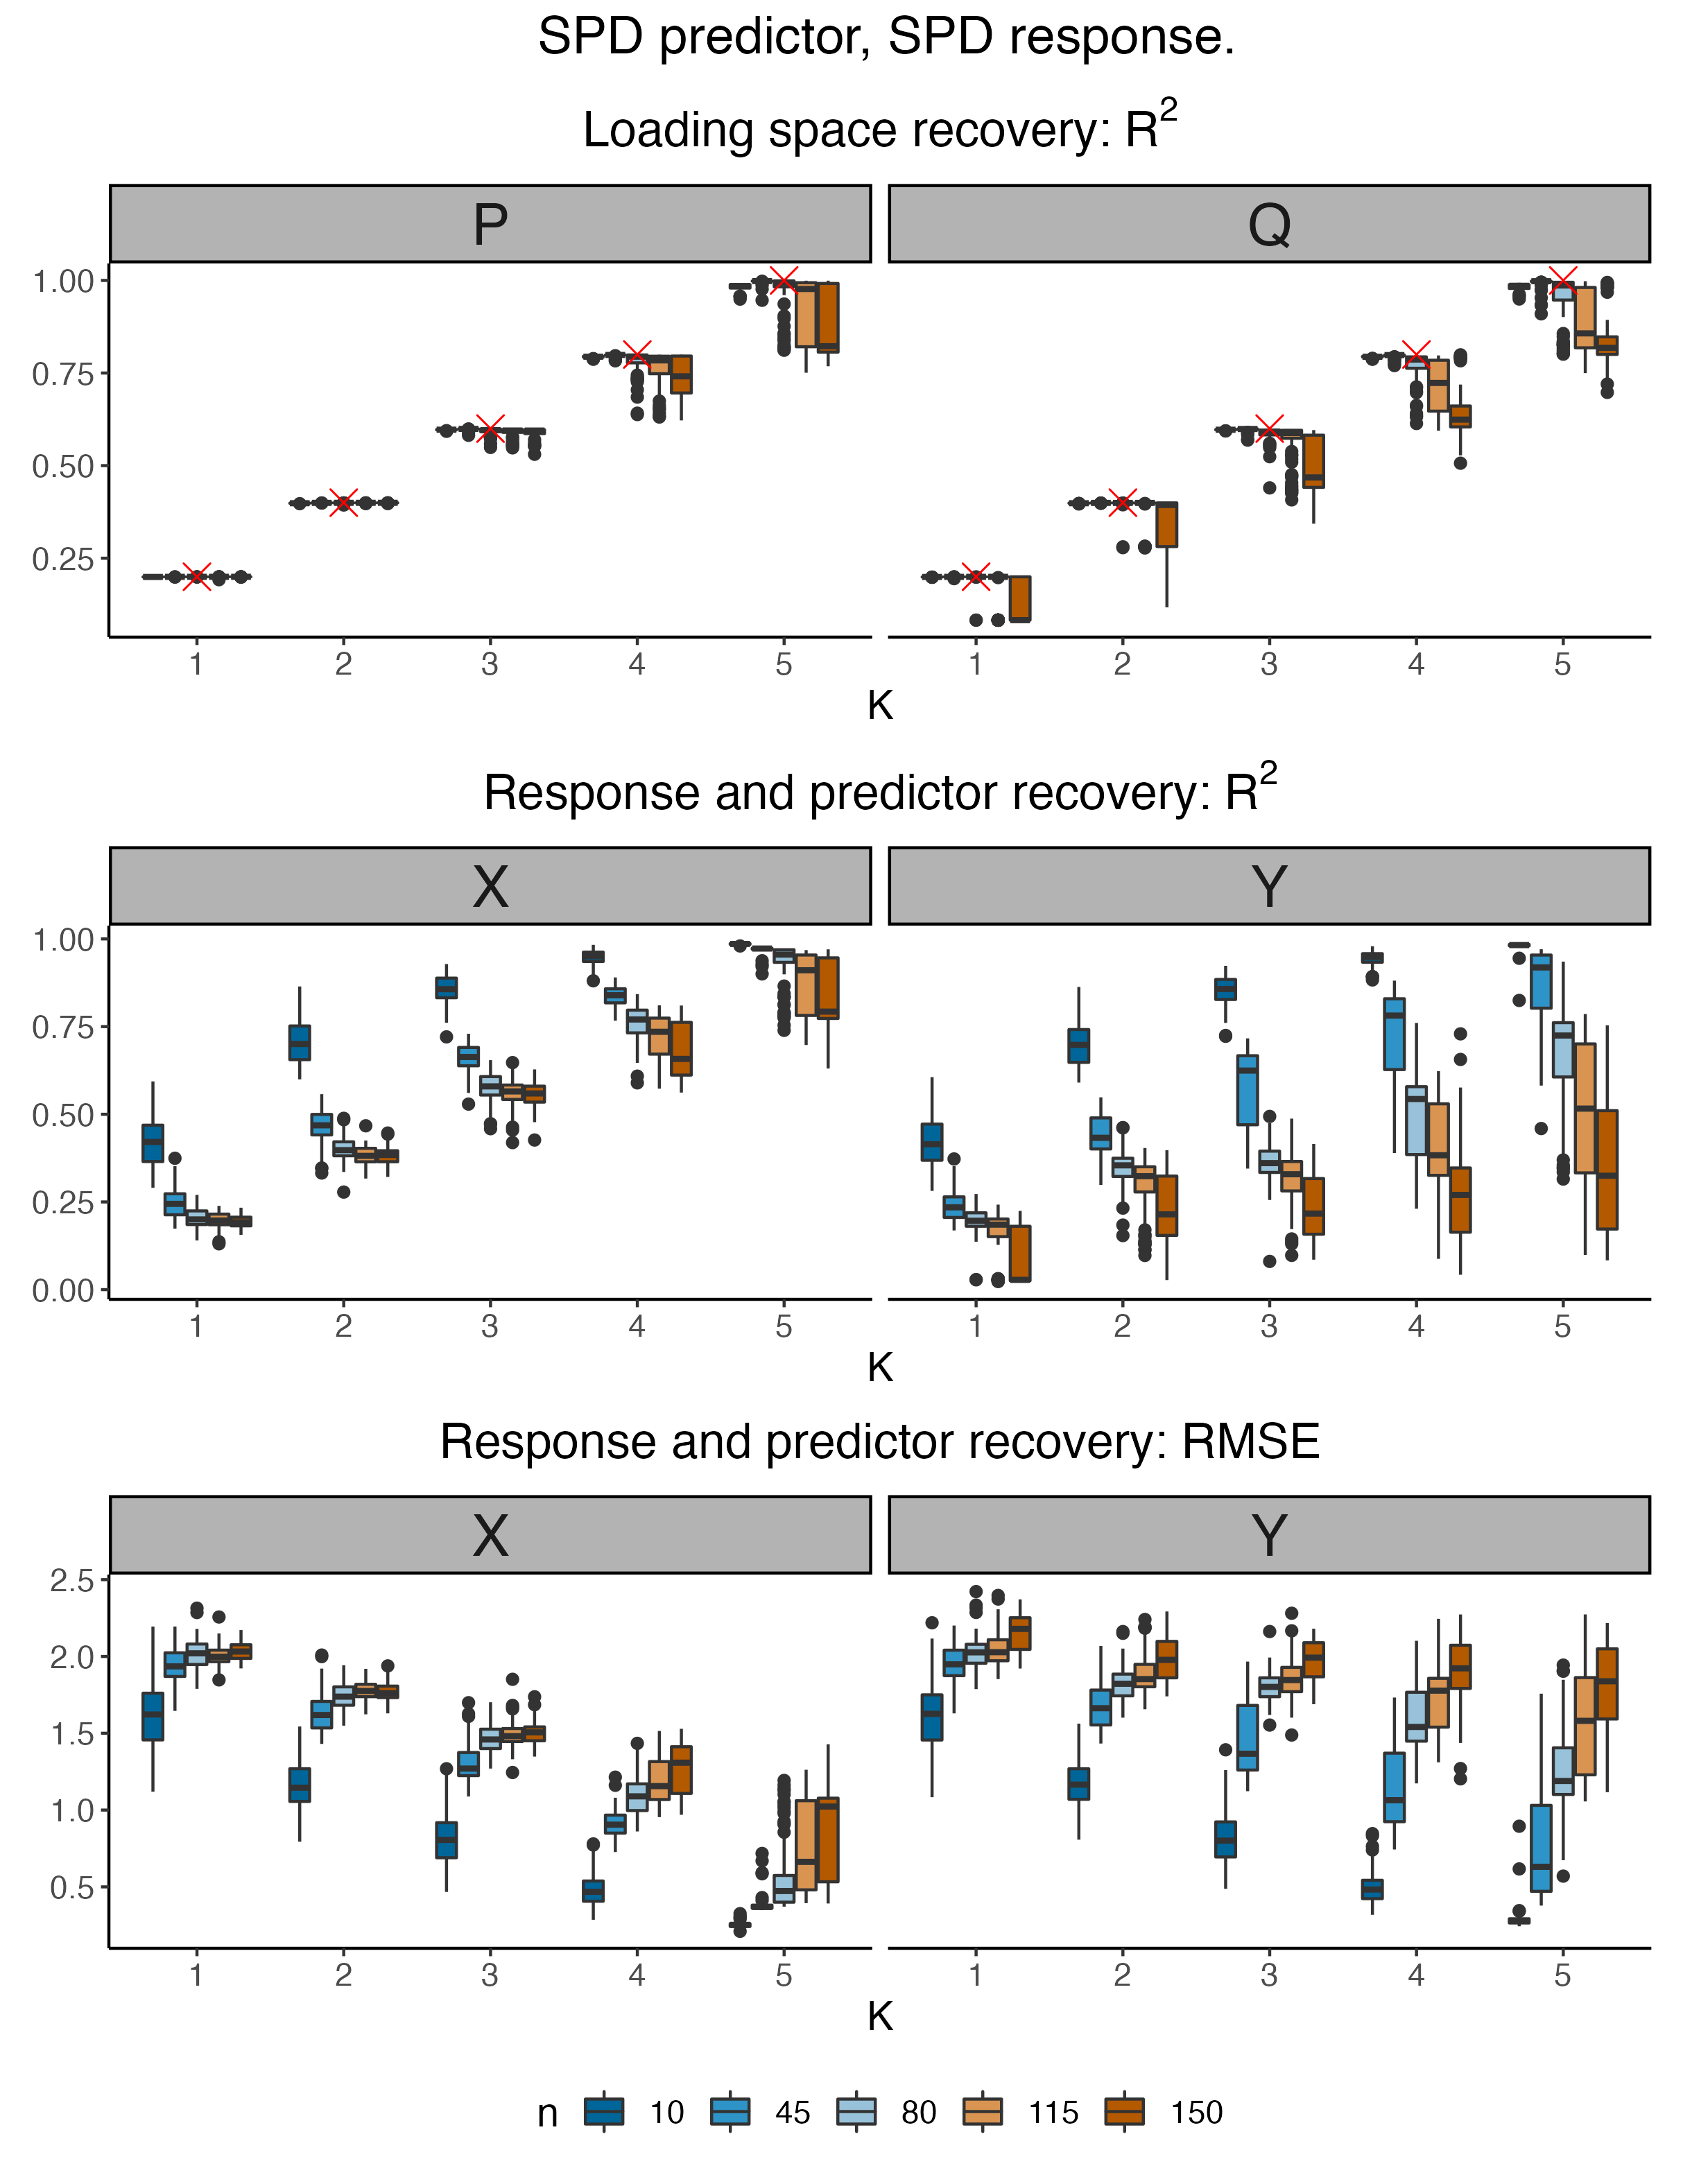 SPD predictor, SPD response.
Loading space recovery: R²
P Q
1.00
0.75
0.50
0.25
1 2 3 4 5 1 2 3 4 5
K
Response and predictor recovery: R²
X Y
1.00
0.75
0.50
0.25
0.00
1 2 3 4 5 1 2 3 4 5
K
Response and predictor recovery: RMSE
X Y
2.5
2.0
1.5
1.0
0.5
1 2 3 4 5 1 2 3 4 5
K
n 10 45 80 115 150